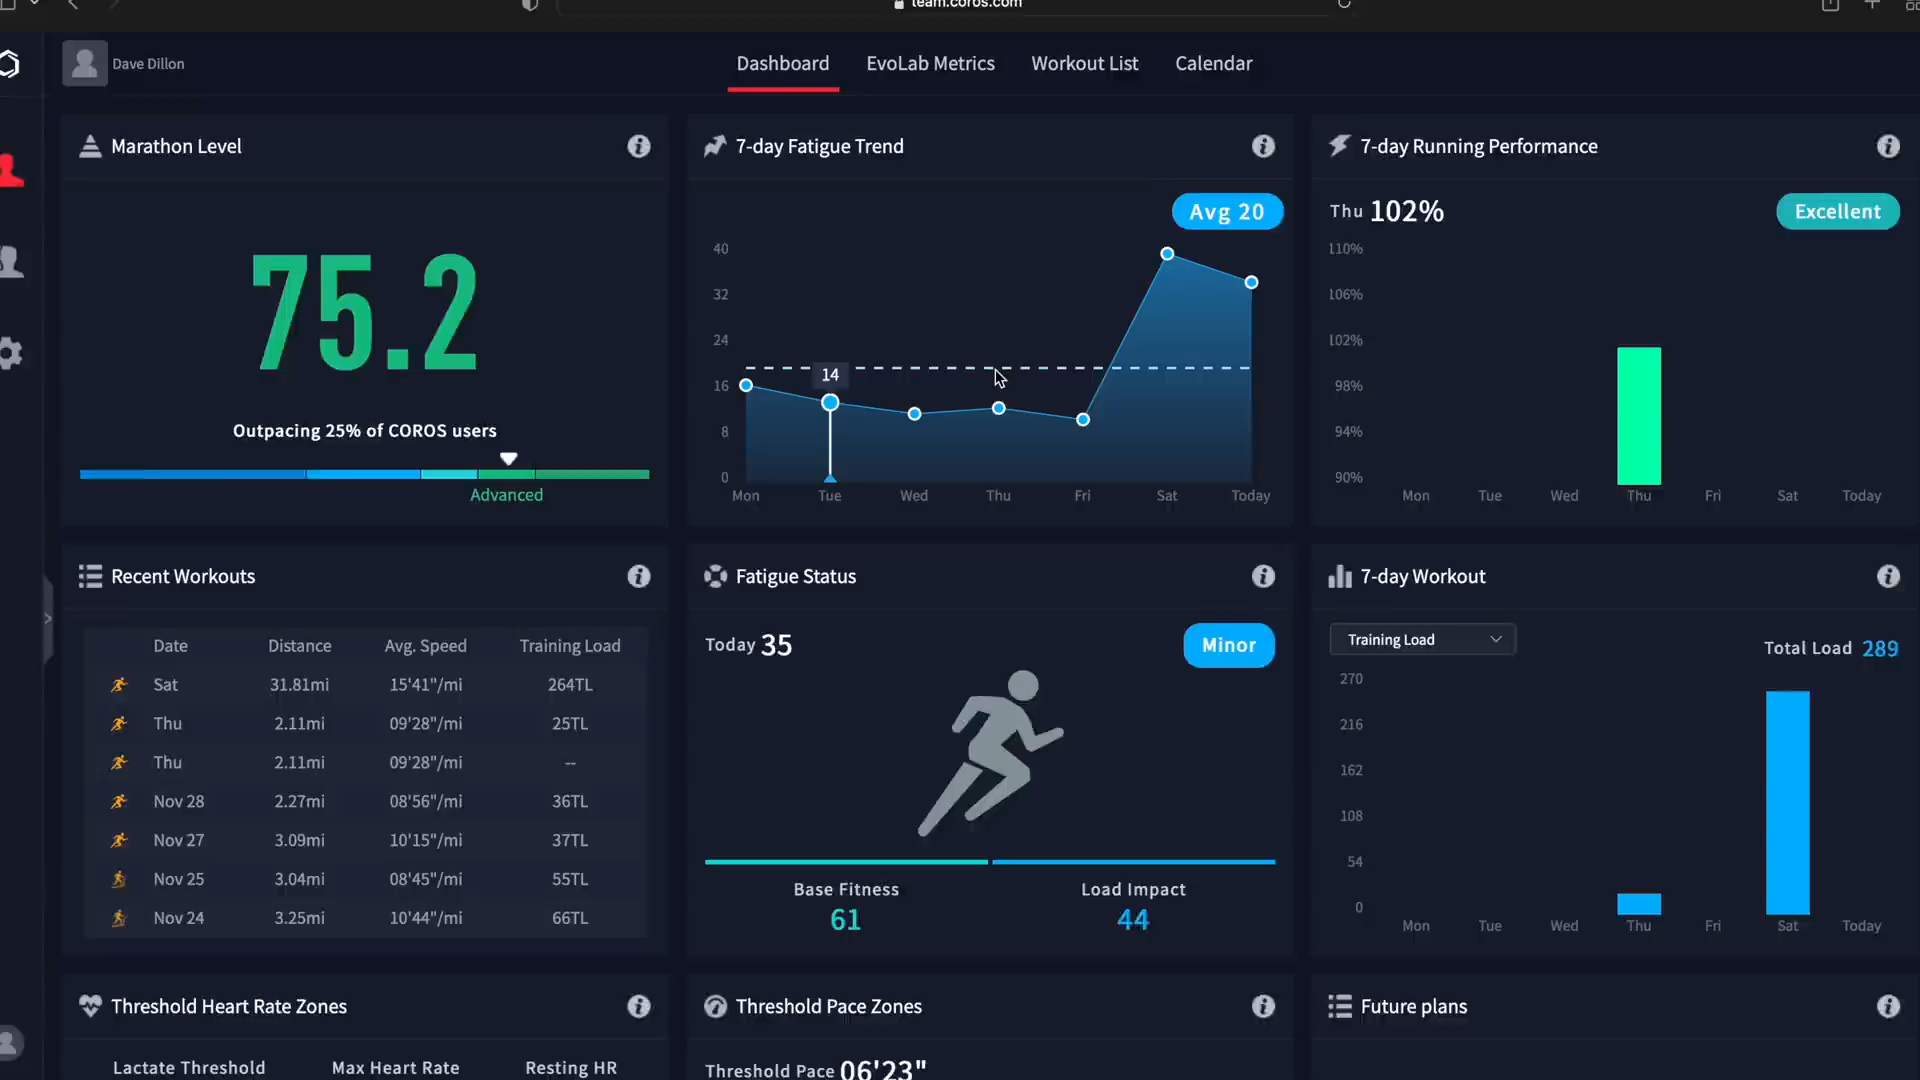 team.coros.com
Dave Dillon
Dashboard
EvoLab Metrics
Workout List
Calendar
Marathon Level
75.2
Outpacing 25% of COROS users
Advanced
7-day Fatigue Trend
Avg 20
40
32
24
16
8
0
14
Mon Tue Wed Thu Fri Sat Today
7-day Running Performance
Thu 102%
Excellent
110%
106%
102%
98%
94%
90%
Mon Tue Wed Thu Fri Sat Today
Recent Workouts
Date Distance Avg. Speed Training Load
Sat 31.81mi 15'41"/mi 264TL
Thu 2.11mi 09'28"/mi 25TL
Thu 2.11mi 09'28"/mi --
Nov 28 2.27mi 08'56"/mi 36TL
Nov 27 3.09mi 10'15"/mi 37TL
Nov 25 3.04mi 08'45"/mi 55TL
Nov 24 3.25mi 10'44"/mi 66TL
Fatigue Status
Today 35
Minor
Base Fitness Load Impact
61 44
7-day Workout
Training Load
Total Load 289
270
216
162
108
54
0
Mon Tue Wed Thu Fri Sat Today
Threshold Heart Rate Zones
Lactate Threshold Max Heart Rate Resting HR
Threshold Pace Zones
Threshold Pace 06'23"
Future plans